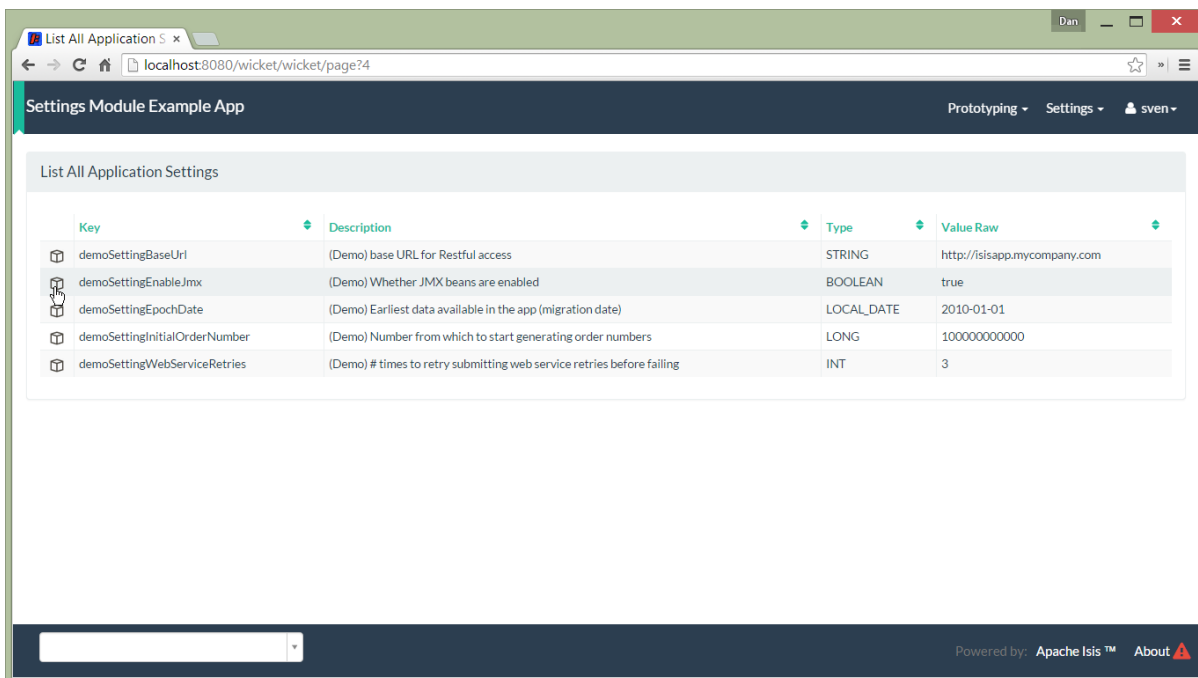 Dan
List All Application S
localhost:8080/wicket/wicket/page?4
Settings Module Example App Prototyping Settings sven
List All Application Settings
Key Description Type Value Raw
demoSettingBaseUrl (Demo) base URL for Restful access STRING http://isisapp.mycompany.com
demoSettingEnableJmx (Demo) Whether JMX beans are enabled BOOLEAN true
demoSettingEpochDate (Demo) Earliest data available in the app (migration date) LOCAL_DATE 2010-01-01
demoSettingInitialOrderNumber (Demo) Number from which to start generating order numbers LONG 100000000000
demoSettingWebServiceRetries (Demo) # times to retry submitting web service retries before failing INT 3
Powered by: Apache Isis ™ About